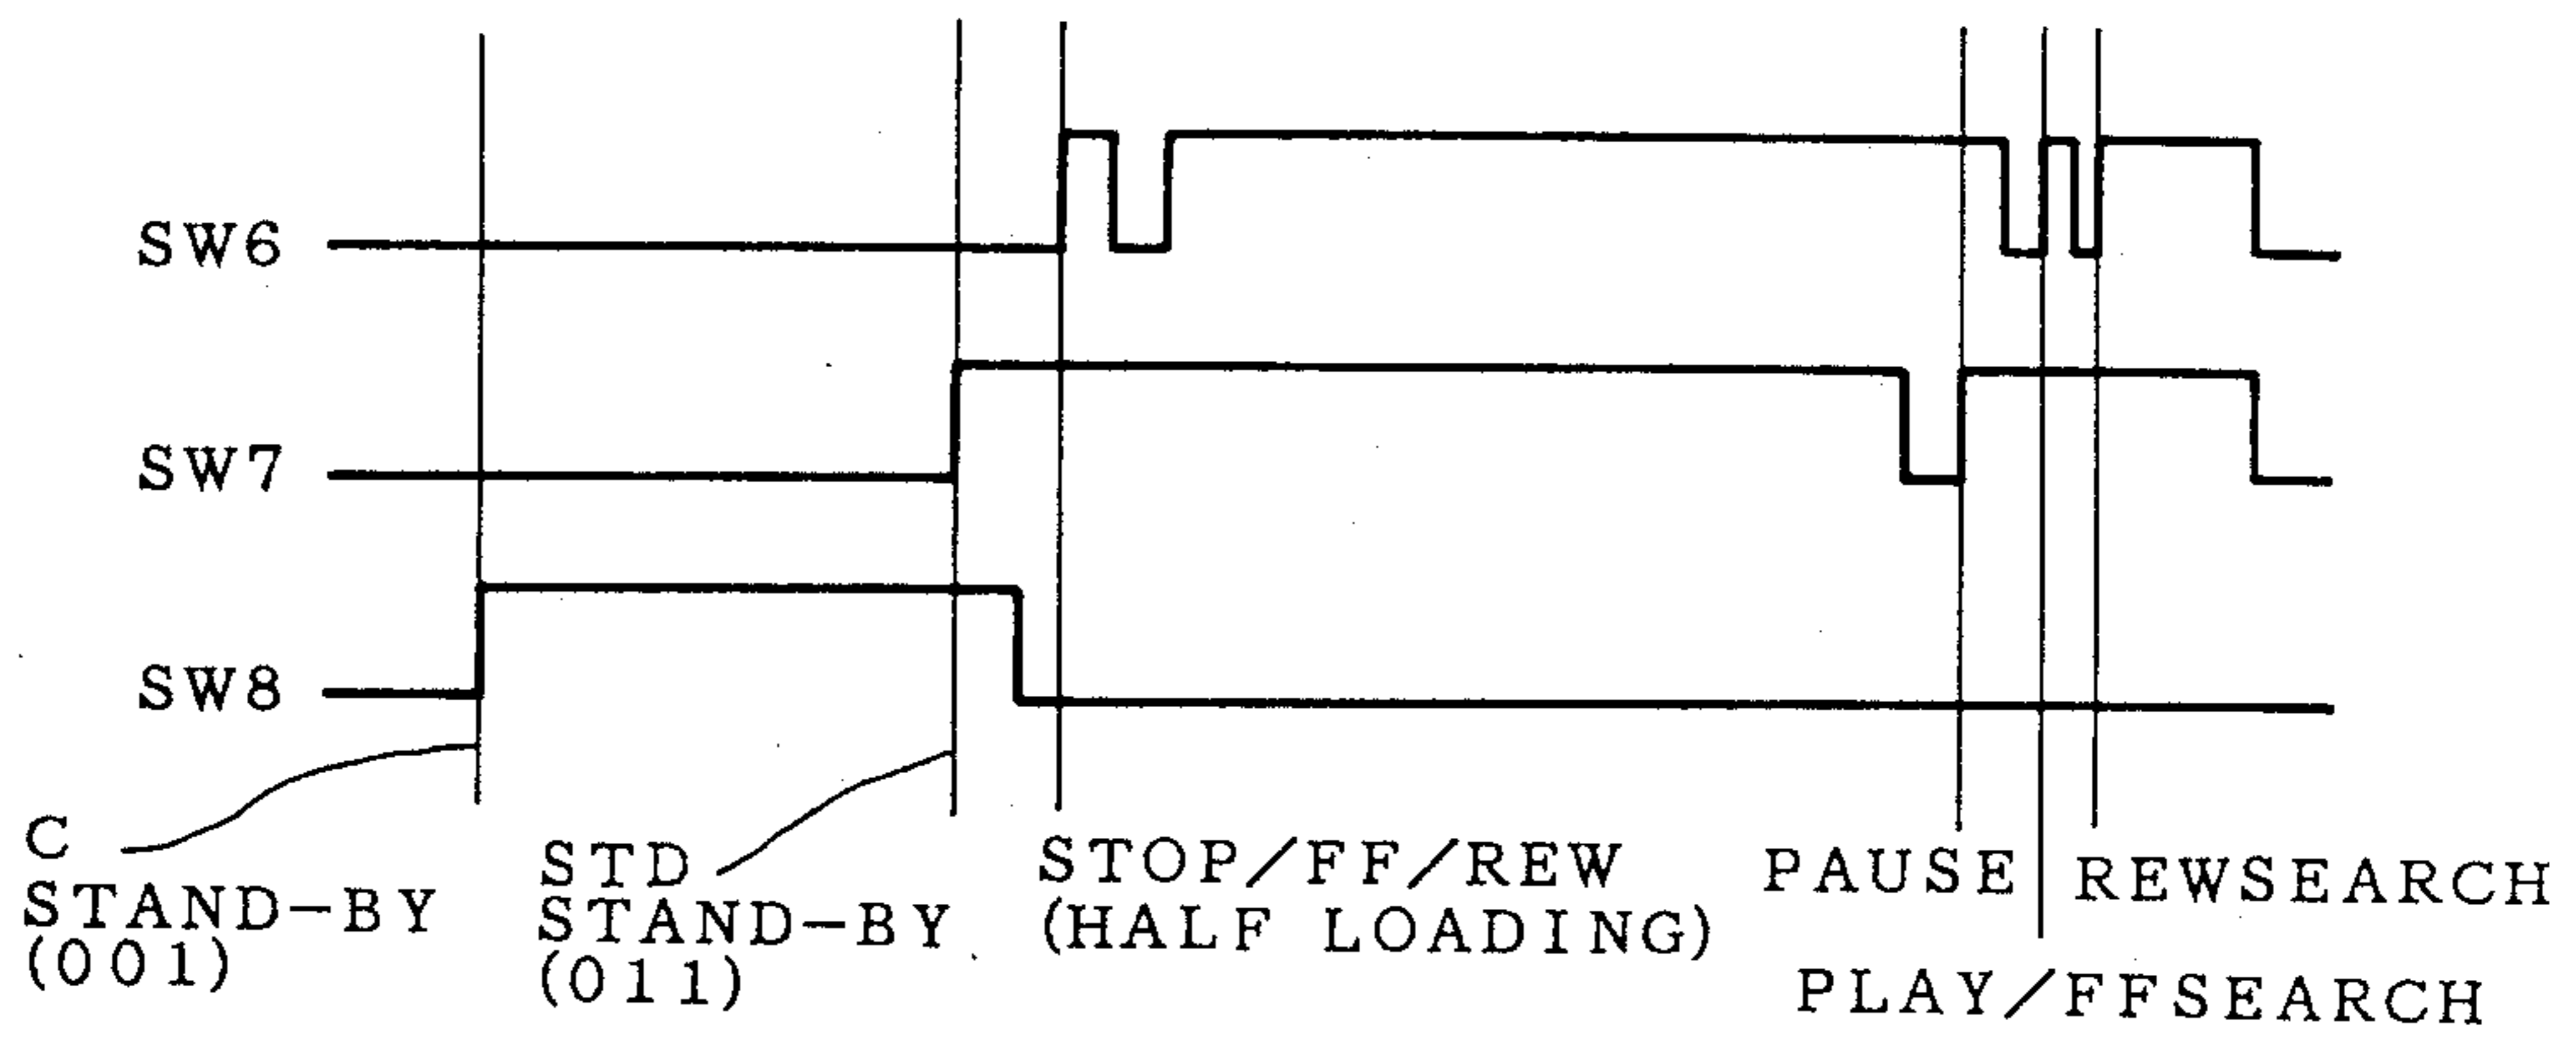 SW6
SW7
SW8
C
STAND-BY
(001)
STD
STAND-BY
(011)
STOP/FF/REW
(HALF LOADING)
PAUSE
REWSEARCH
PLAY/FFSEARCH